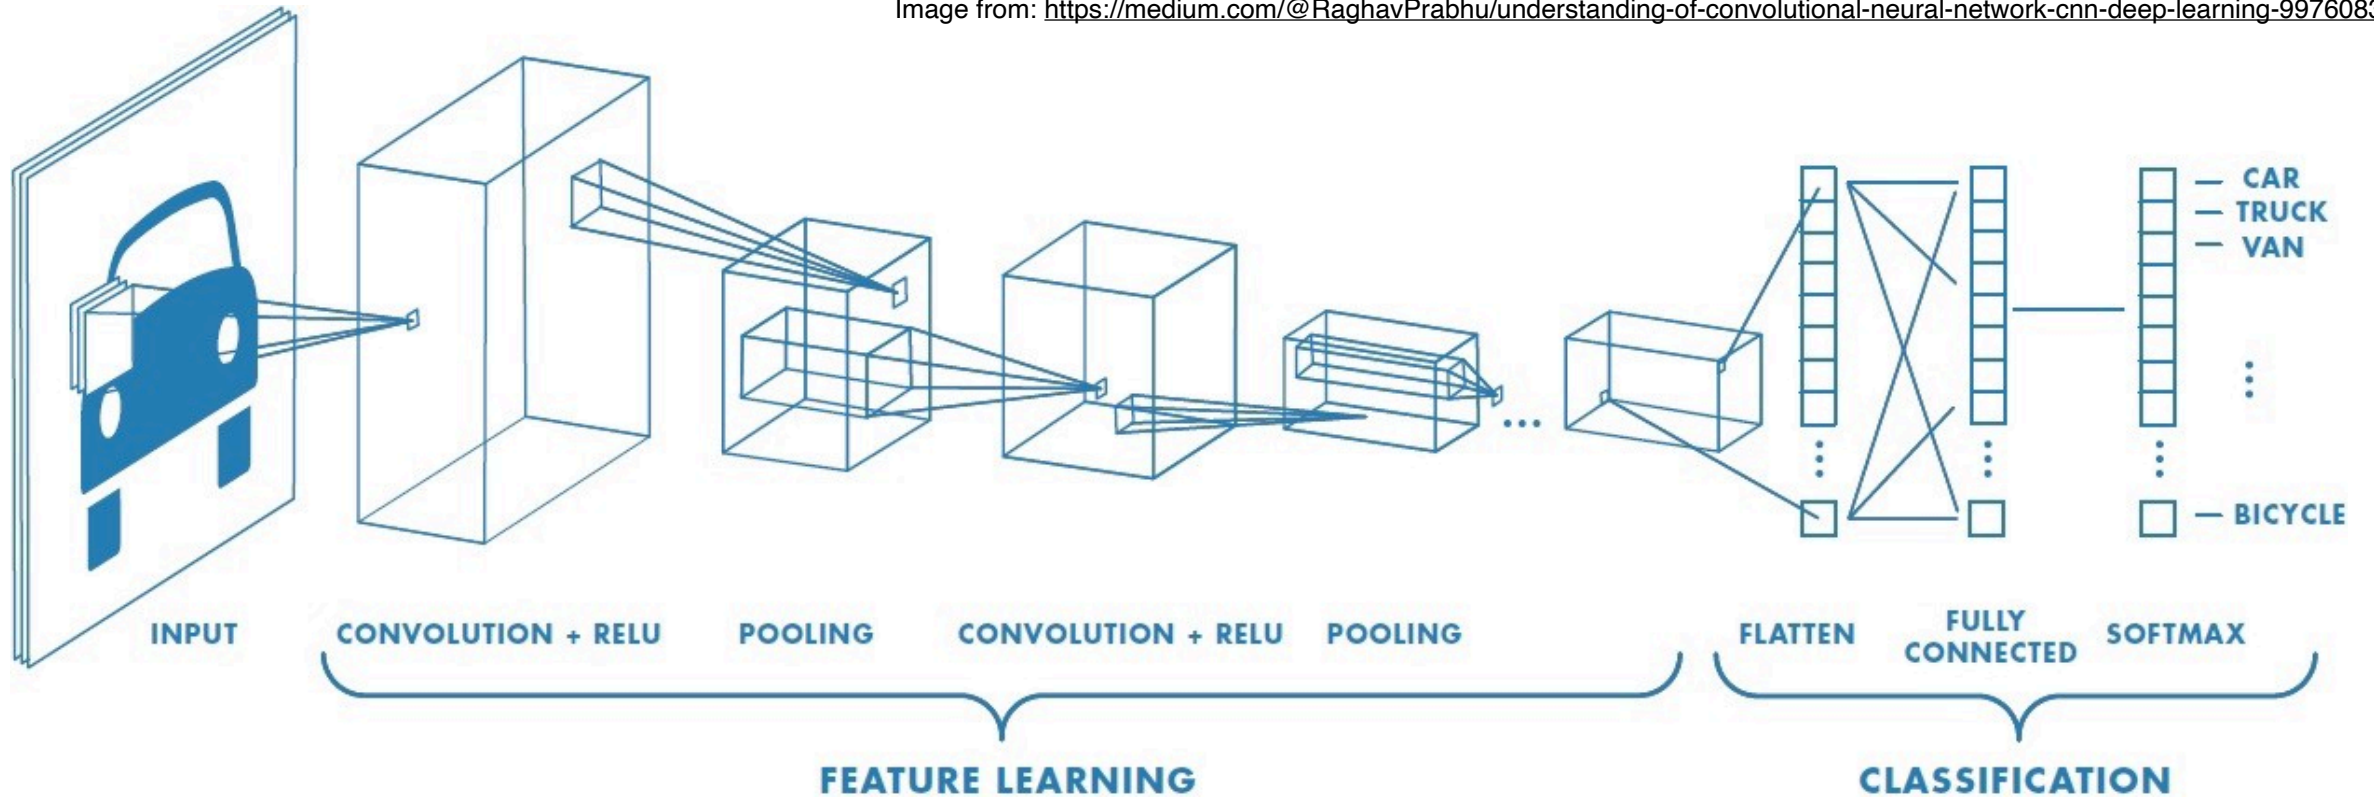 Image from: https://medium.com/@RaghavPrabhu/understanding-of-convolutional-neural-network-cnn-deep-learning-9976083
CAR
TRUCK
VAN
BICYCLE
INPUT
CONVOLUTION + RELU
POOLING
CONVOLUTION + RELU
POOLING
FLATTEN
FULLY
CONNECTED
SOFTMAX
FEATURE LEARNING
CLASSIFICATION